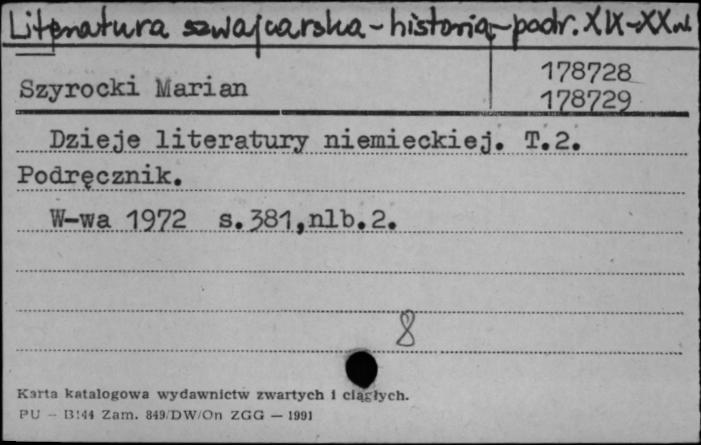 Literatura szwajcarska - historia - podr. XIX-XX w.
178728
Szyrocki Marian
178729
Dzieje literatury niemieckiej. T.2.
Podręcznik.
W-wa 1972 s.381,nlb.2.
8
Karta katalogowa wydawnictw zwartych i ciągłych.
PU - B144 Zam. 849/DW/On ZGG — 1991